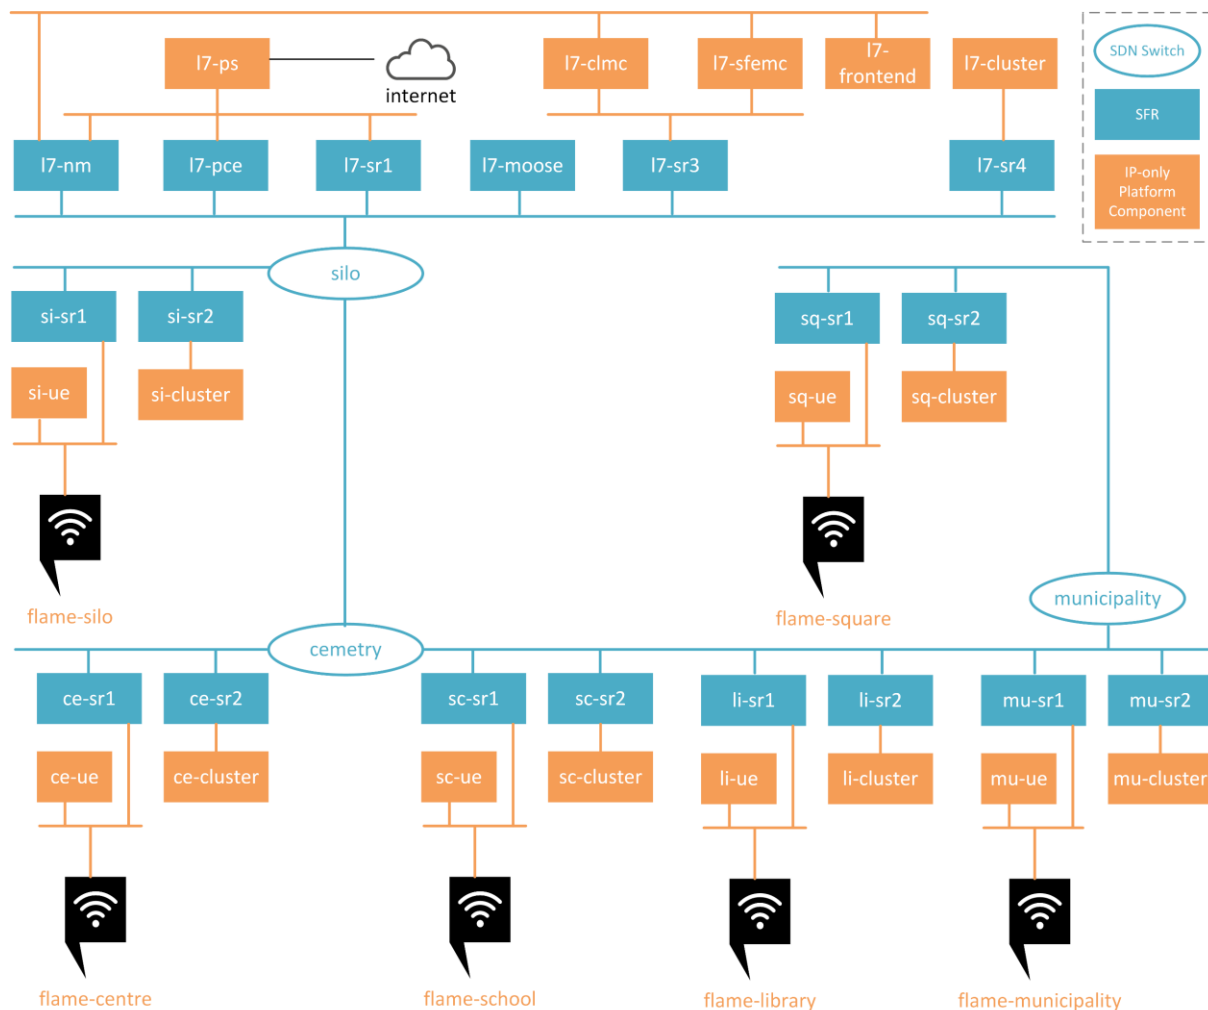 l7-ps
internet
l7-clmc
l7-sfemc
l7-
frontend
l7-cluster
SDN Switch
SFR
IP-only
Platform
Component
l7-nm
l7-pce
l7-sr1
l7-moose
l7-sr3
l7-sr4
silo
si-sr1
si-sr2
si-ue
si-cluster
flame-silo
sq-sr1
sq-sr2
sq-ue
sq-cluster
flame-square
municipality
cemetry
ce-sr1
ce-sr2
sc-sr1
sc-sr2
li-sr1
li-sr2
mu-sr1
mu-sr2
ce-ue
ce-cluster
sc-ue
sc-cluster
li-ue
li-cluster
mu-ue
mu-cluster
flame-centre
flame-school
flame-library
flame-municipality